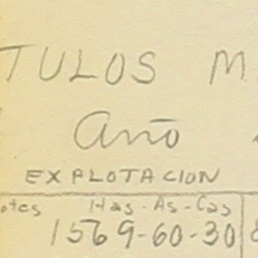 TULOS M
año
EXPLOTACION
otes Has-As-Cas
1569-60-30